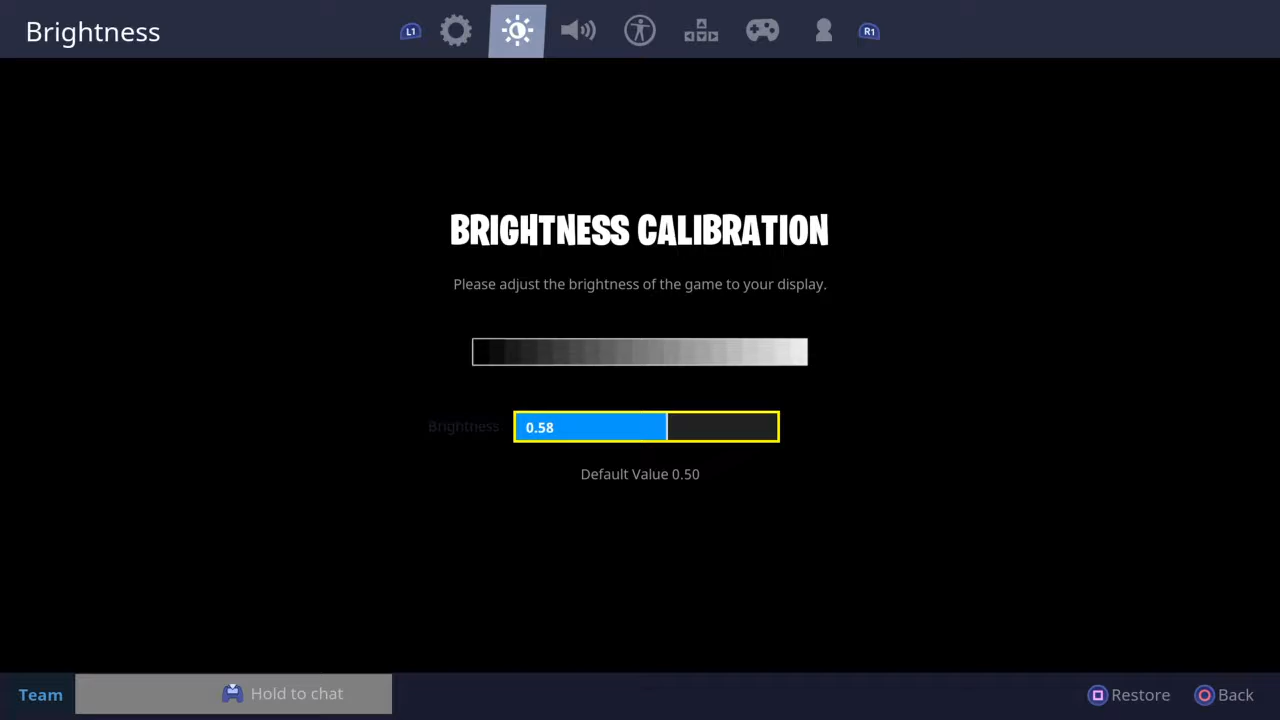 Brightness
L1
R1
BRIGHTNESS CALIBRATION
Please adjust the brightness of the game to your display.
Brightness
0.58
Default Value 0.50
Team
Hold to chat
Restore
Back